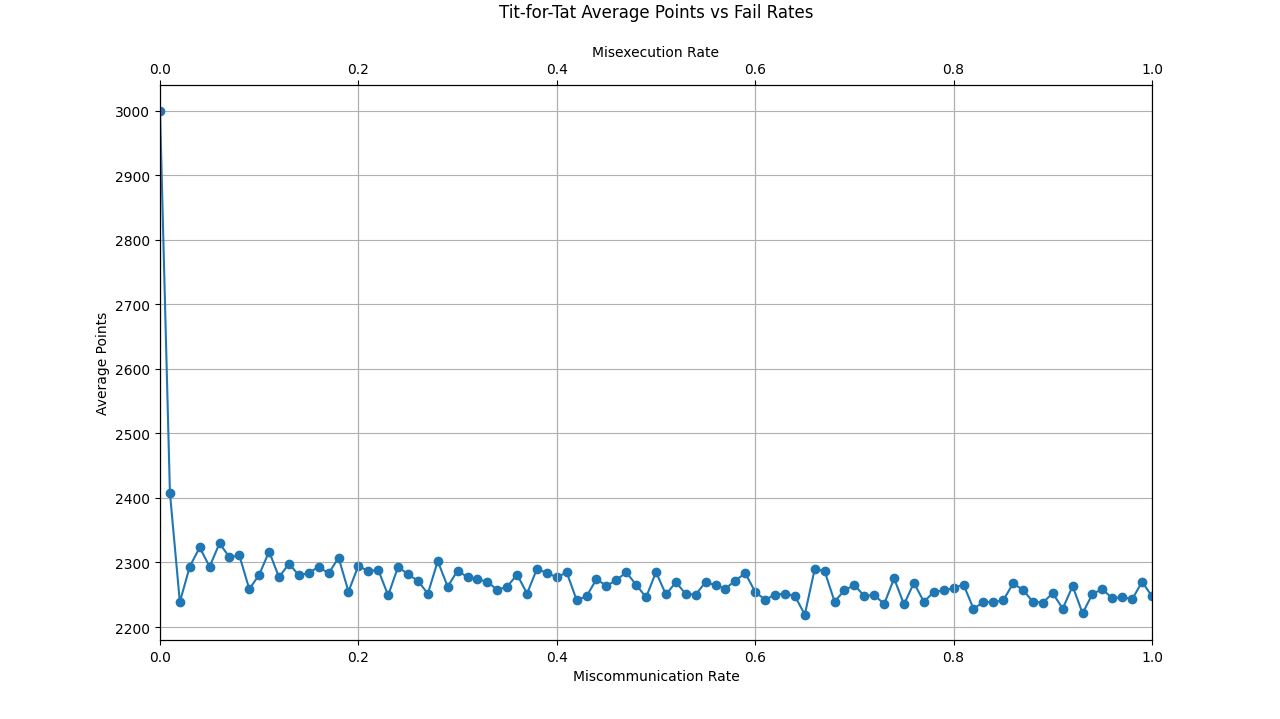 Tit-for-Tat Average Points vs Fail Rates
Misexecution Rate
0.0 0.2 0.4 0.6 0.8 1.0
3000
2900
2800
2700
2600
2500
2400
2300
2200
Average Points
0.0 0.2 0.4 0.6 0.8 1.0
Miscommunication Rate